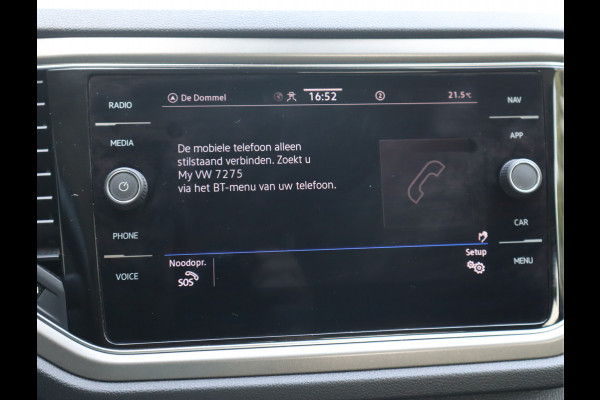 RADIO
MEDIA
PHONE
VOICE
De Dommel
16:52
2
21.5°C
De mobiele telefoon alleen
stilstaand verbinden. Zoekt u
My VW 7275
via het BT-menu van uw telefoon.
Noodopr.
SOS
Setup
NAV
APP
CAR
MENU